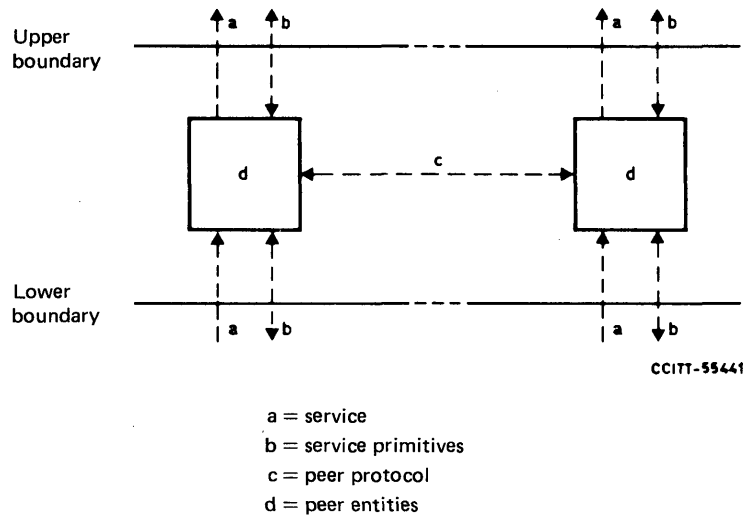 a b a b
Upper
boundary
c
d d
Lower
boundary
a b a b
CCITT-55441
a = service
b = service primitives
c = peer protocol
d = peer entities